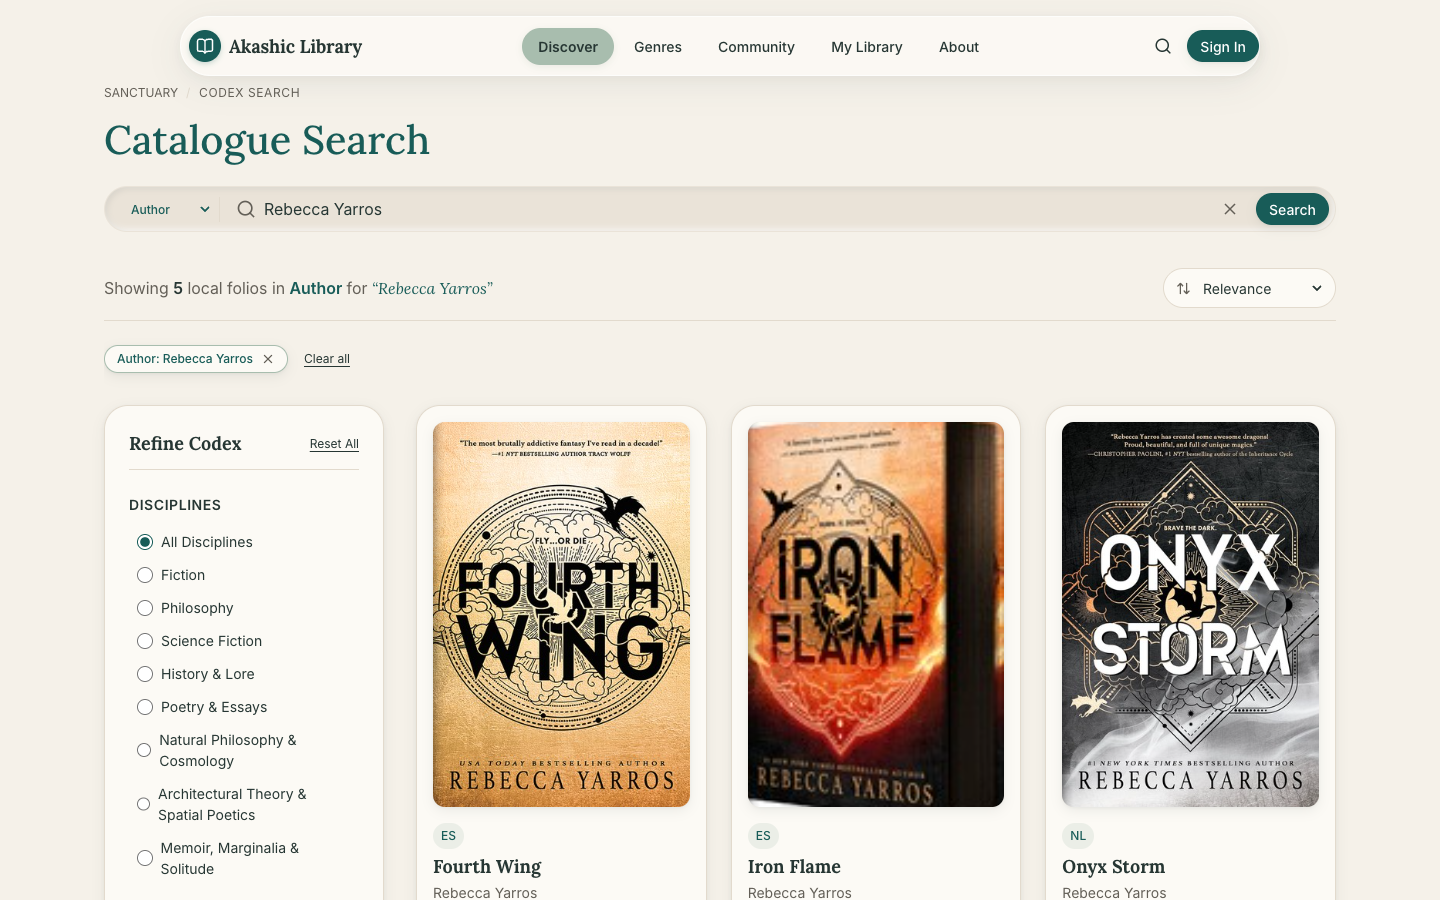 Akashic Library
Discover
Genres
Community
My Library
About
Sign In
SANCTUARY / CODEX SEARCH
Catalogue Search
Author
Rebecca Yarros
Search
Showing 5 local folios in Author for “Rebecca Yarros”
Relevance
Author: Rebecca Yarros
Clear all
Refine Codex
Reset All
DISCIPLINES
All Disciplines
Fiction
Philosophy
Science Fiction
History & Lore
Poetry & Essays
Natural Philosophy &
Cosmology
Architectural Theory &
Spatial Poetics
Memoir, Marginalia &
Solitude
"The most brutally addictive fantasy I've read in a decade!"
—#1 NYT BESTSELLING AUTHOR TRACY WOLFF
FLY...OR DIE
FOURTH
WING
USA TODAY BESTSELLING AUTHOR
REBECCA YARROS
ES
Fourth Wing
Rebecca Yarros
IRON
FLAME
REBECCA YARROS
ES
Iron Flame
Rebecca Yarros
"Rebecca Yarros has created some awesome dragons!
Proud, beautiful, and full of unique magics."
—CHRISTOPHER PAOLINI, #1 NYT bestselling author of the Inheritance Cycle
BRAVE THE DARK.
ONYX
STORM
#1 NEW YORK TIMES BESTSELLING AUTHOR
REBECCA YARROS
NL
Onyx Storm
Rebecca Yarros